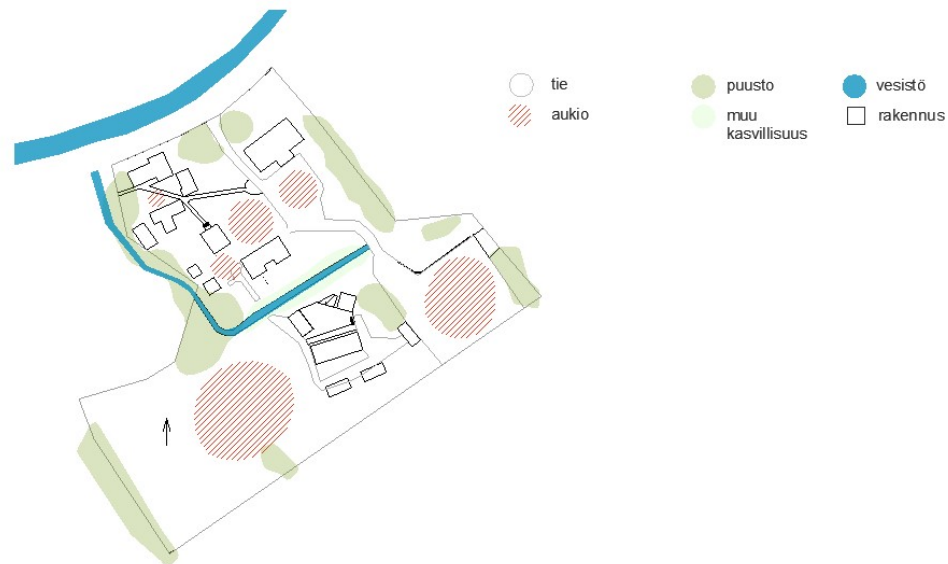 tie
puusto
vesistö
aukio
muu
kasvillisuus
rakennus